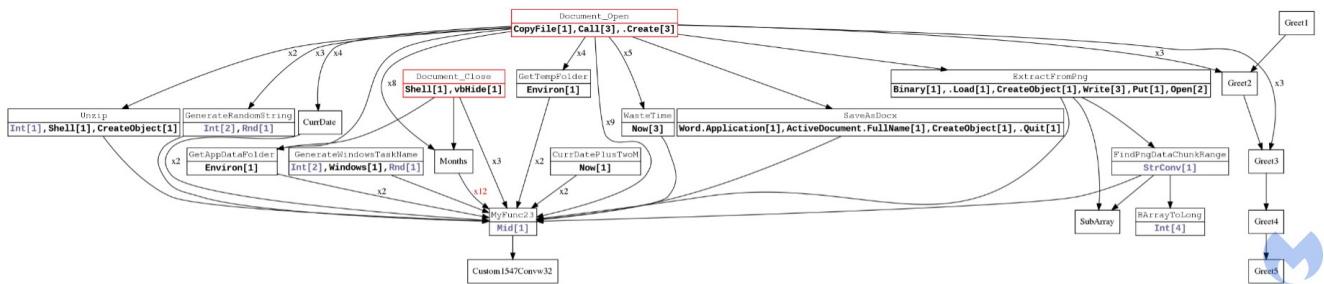 Document_Open
CopyFile[1],Call[3],.Create[3]
Greet1
x2
x3
x4
x4
x5
x3
x8
Document_Close
Shell[1],vbHide[1]
GetTempFolder
Environ[1]
ExtractFromPng
Binary[1],.Load[1],CreateObject[1],Write[3],Put[1],Open[2]
Greet2
x3
Unzip
Int[1],Shell[1],CreateObject[1]
GenerateRandomString
Int[2],Rnd[1]
CurrDate
x9
WasteTime
Now[3]
SaveAsDocx
Word.Application[1],ActiveDocument.FullName[1],CreateObject[1],.Quit[1]
x2
GetAppDataFolder
Environ[1]
GenerateWindowsTaskName
Int[2],Windows[1],Rnd[1]
Months
x3
x2
CurrDatePlusTwoM
Now[1]
FindPngDataChunkRange
StrConv[1]
Greet3
x2
x12
x2
MyFunc23
Mid[1]
SubArray
BArrayToLong
Int[4]
Greet4
Custom1547Convw32
Greet5